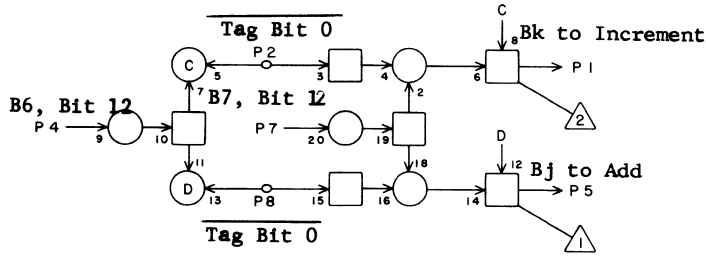 Tag Bit 0
C
P2
8 Bk to Increment
C
5
3
4
6
P1
7
B7, Bit 12
2
B6, Bit 12
2
P4
9
10
P7
20
19
11
18
D
12
Bj to Add
D
13
P8
15
16
14
P5
Tag Bit 0
1